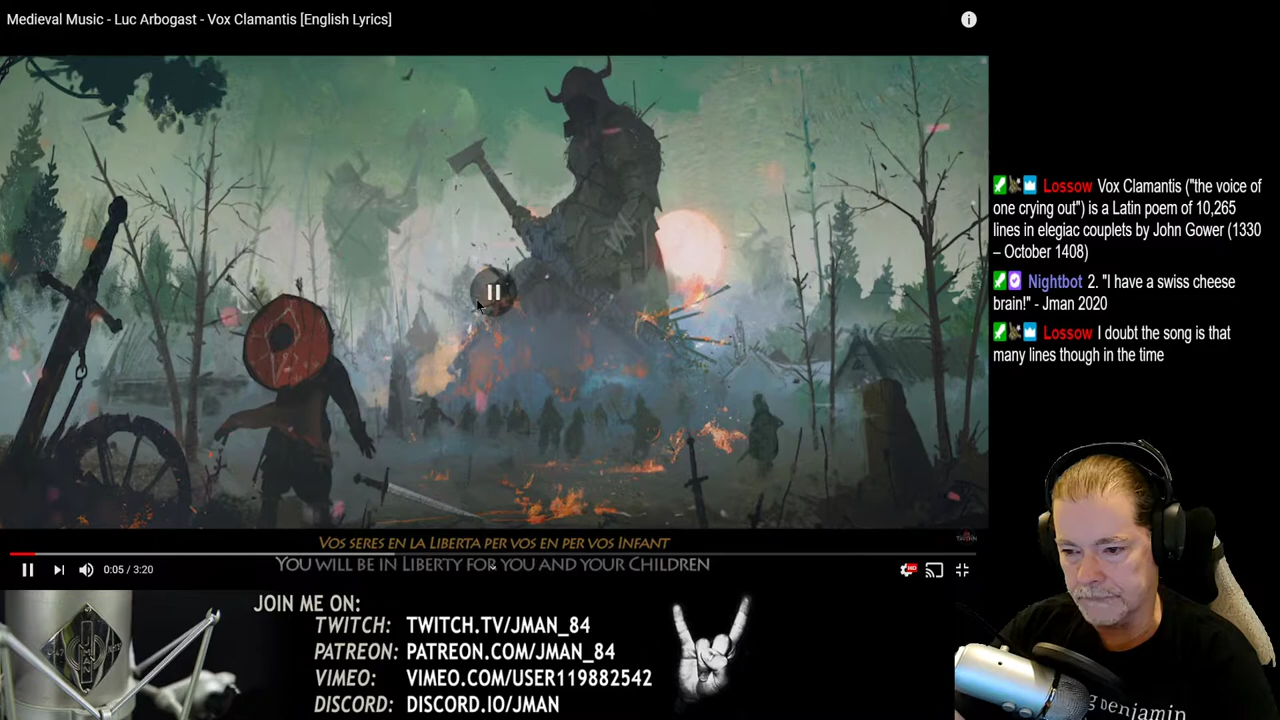 Medieval Music - Luc Arbogast - Vox Clamantis [English Lyrics]
Lossow Vox Clamantis ("the voice of
one crying out") is a Latin poem of 10,265
lines in elegiac couplets by John Gower (1330
– October 1408)
Nightbot 2. "I have a swiss cheese
brain!" - Jman 2020
Lossow I doubt the song is that
many lines though in the time
Vos seres en la Liberta per vos en per vos Infant
You will be in Liberty for you and your Children
0:05 / 3:20
HD
JOIN ME ON:
TWITCH: TWITCH.TV/JMAN_84
PATREON: PATREON.COM/JMAN_84
VIMEO: VIMEO.COM/USER119882542
DISCORD: DISCORD.IO/JMAN
JMAN
benjamin